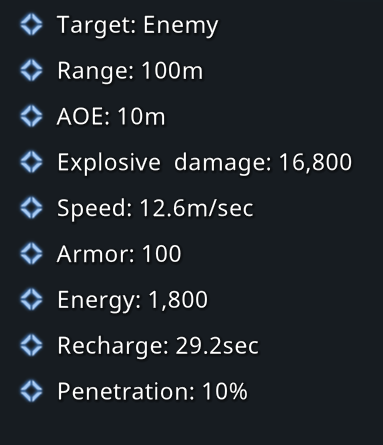 Target: Enemy
Range: 100m
AOE: 10m
Explosive  damage: 16,800
Speed: 12.6m/sec
Armor: 100
Energy: 1,800
Recharge: 29.2sec
Penetration: 10%